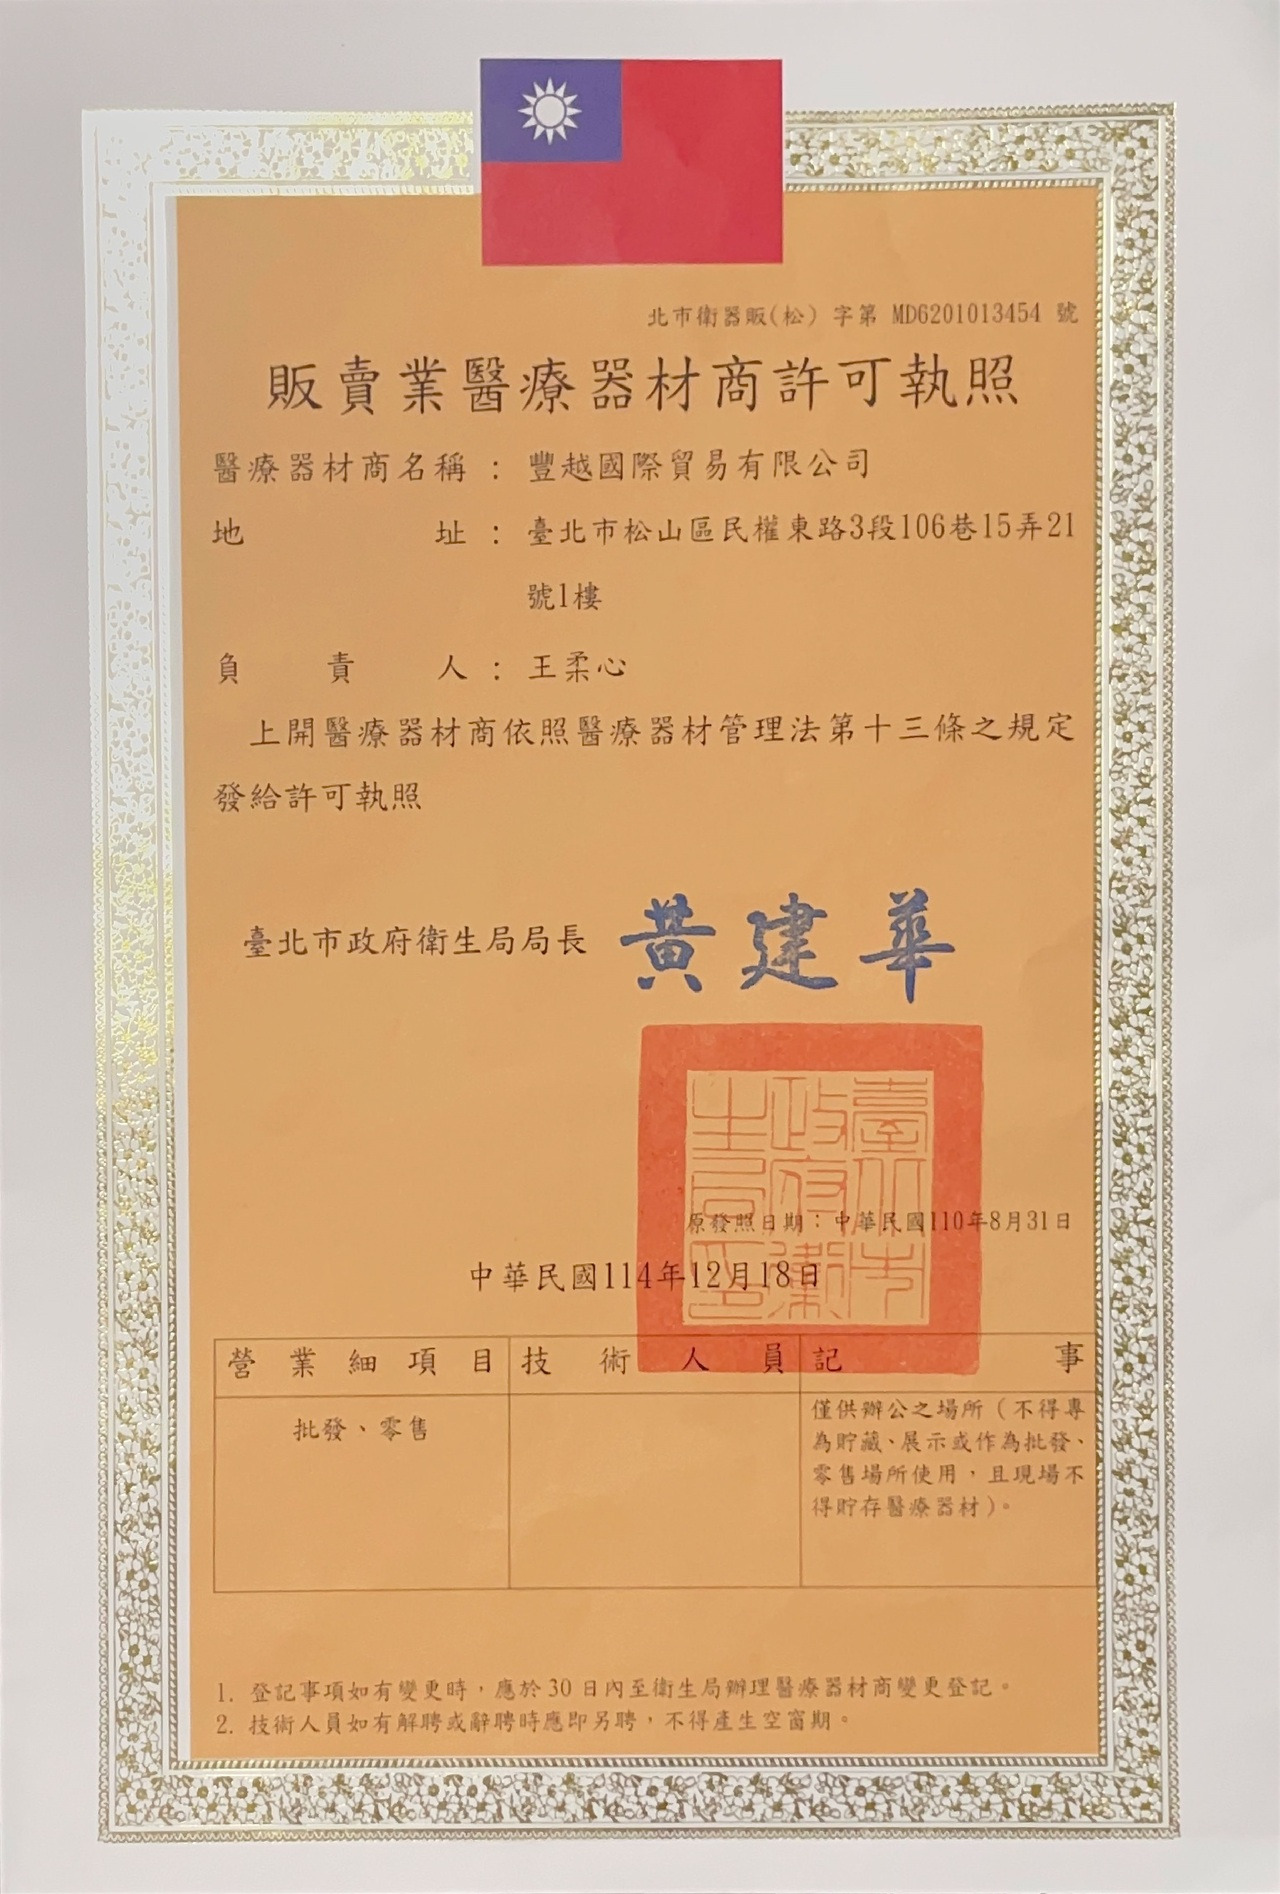 北市衛器販(松) 字第 MD6201013454 號
販賣業醫療器材商許可執照
醫療器材商名稱：豐越國際貿易有限公司
地址：臺北市松山區民權東路3段106巷15弄21
號1樓
負責人：王柔心
上開醫療器材商依照醫療器材管理法第十三條之規定
發給許可執照
臺北市政府衛生局局長 黃建華
臺北市政府衛生局印
原發照日期：中華民國110年8月31日
中華民國114年12月18日
營業細項目 技術人員 記事
批發、零售
僅供辦公之場所（不得專
為貯藏、展示或作為批發、
零售場所使用，且現場不
得貯存醫療器材）。
1. 登記事項如有變更時，應於30日內至衛生局辦理醫療器材商變更登記。
2. 技術人員如有解聘或辭聘時應即另聘，不得產生空窗期。